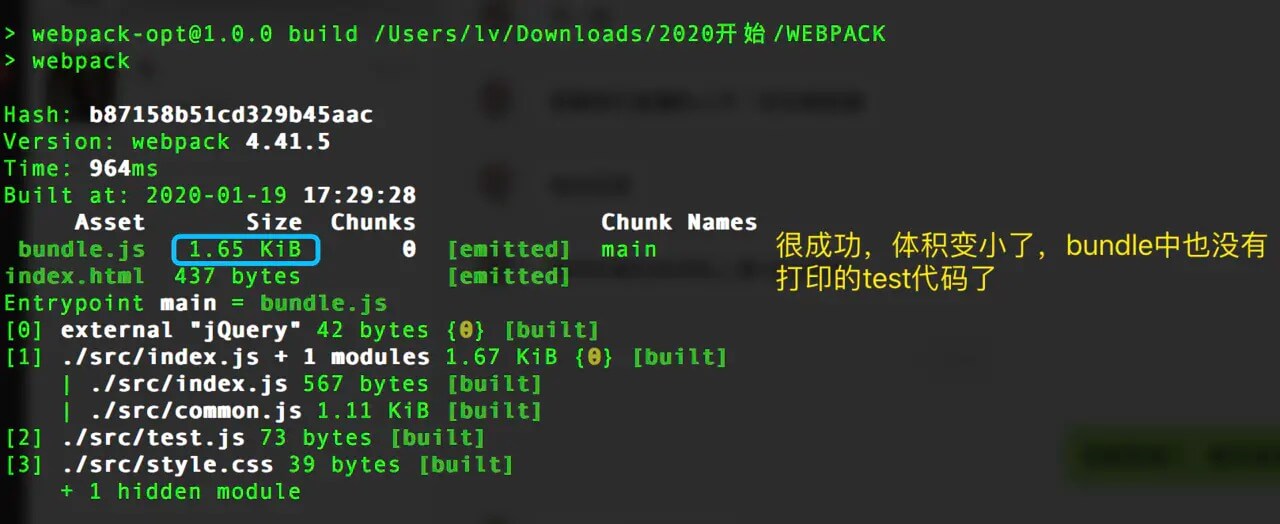 > webpack-opt@1.0.0 build /Users/lv/Downloads/2020开始/WEBPACK
> webpack
Hash: b87158b51cd329b45aac
Version: webpack 4.41.5
Time: 964ms
Built at: 2020-01-19 17:29:28
Asset Size Chunks Chunk Names
bundle.js 1.65 KiB 0 [emitted] main
index.html 437 bytes [emitted]
很成功，体积变小了，bundle中也没有
打印的test代码了
Entrypoint main = bundle.js
[0] external "jQuery" 42 bytes {0} [built]
[1] ./src/index.js + 1 modules 1.67 KiB {0} [built]
| ./src/index.js 567 bytes [built]
| ./src/common.js 1.11 KiB [built]
[2] ./src/test.js 73 bytes [built]
[3] ./src/style.css 39 bytes [built]
+ 1 hidden module